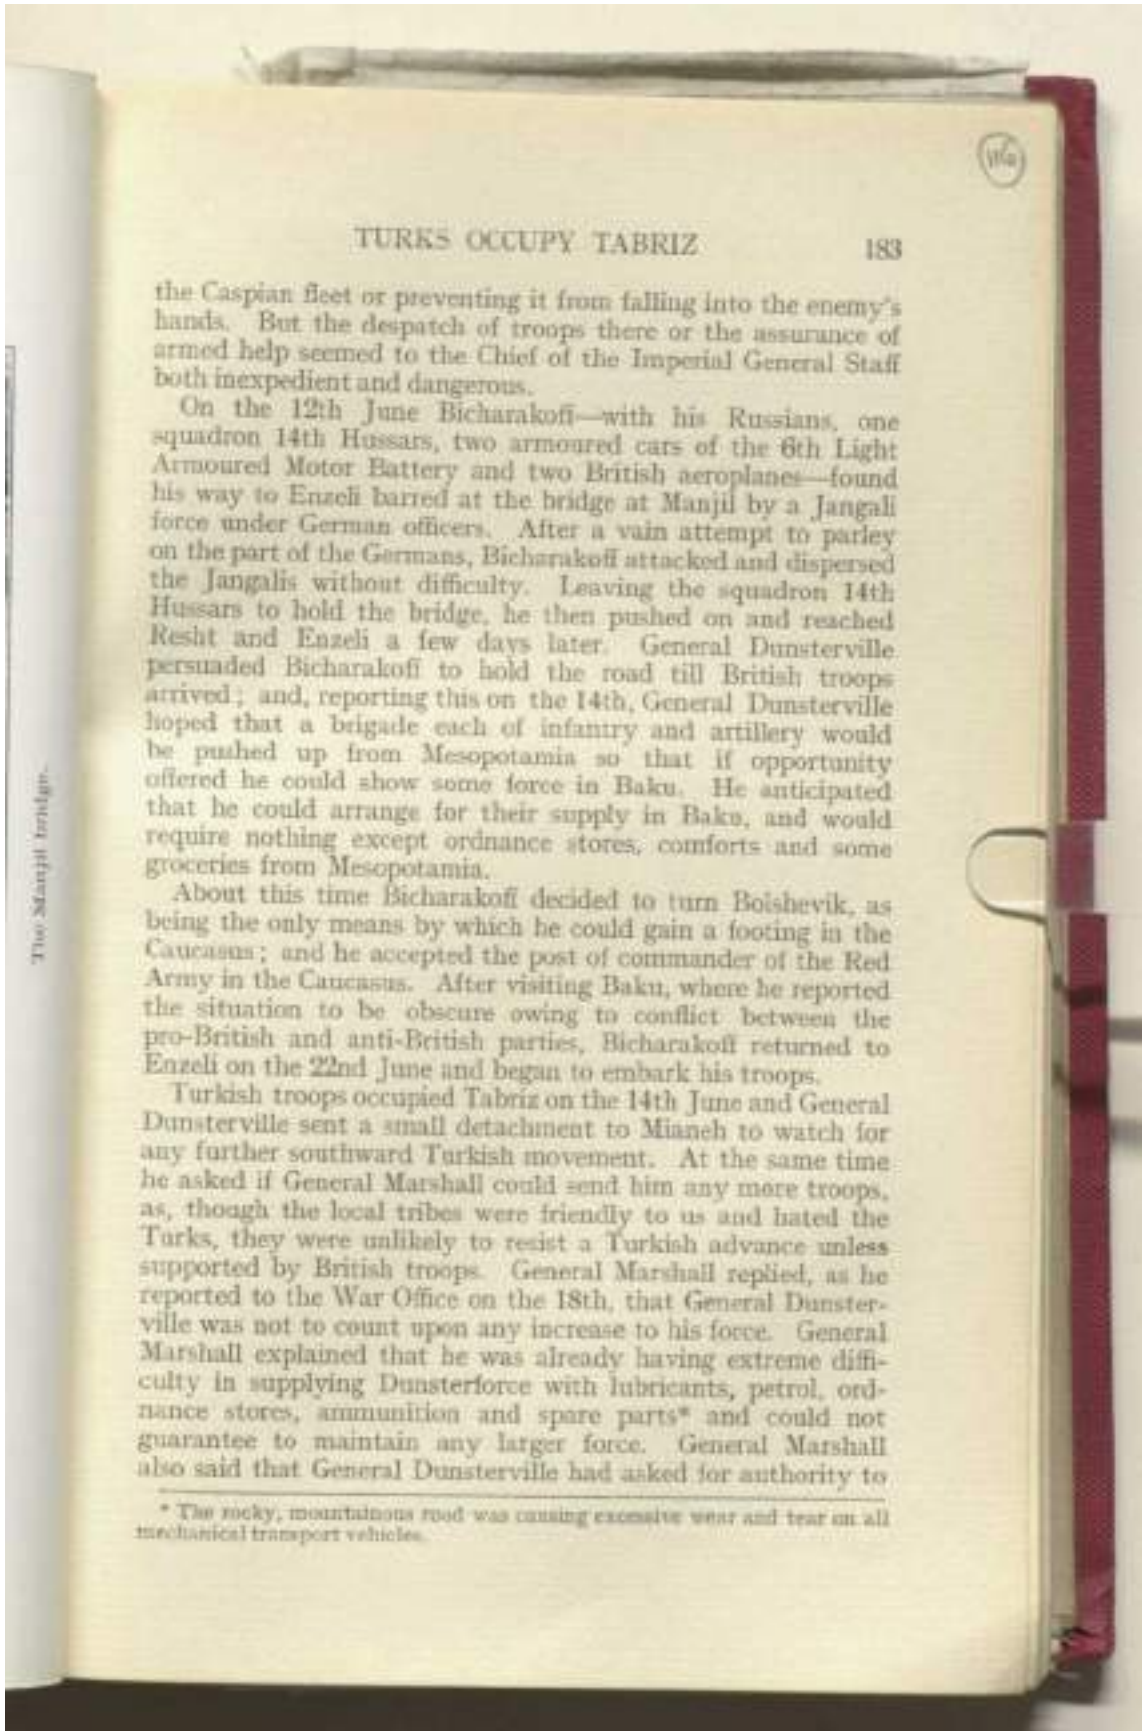 TURKS OCCUPY TABRIZ 183
the Caspian fleet or preventing it from falling into the enemy's
hands. But the despatch of troops there or the assurance of
armed help seemed to the Chief of the Imperial General Staff
both inexpedient and dangerous.
On the 12th June Bicharakoff—with his Russians, one
squadron 14th Hussars, two armoured cars of the 6th Light
Armoured Motor Battery and two British aeroplanes—found
his way to Enzeli barred at the bridge at Manjil by a Jangali
force under German officers. After a vain attempt to parley
on the part of the Germans, Bicharakoff attacked and dispersed
the Jangalis without difficulty. Leaving the squadron 14th
Hussars to hold the bridge, he then pushed on and reached
Resht and Enzeli a few days later. General Dunsterville
persuaded Bicharakoff to hold the road till British troops
arrived; and, reporting this on the 14th, General Dunsterville
hoped that a brigade each of infantry and artillery would
be pushed up from Mesopotamia so that if opportunity
offered he could show some force in Baku. He anticipated
that he could arrange for their supply in Baku, and would
require nothing except ordnance stores, comforts and some
groceries from Mesopotamia.
About this time Bicharakoff decided to turn Bolshevik, as
being the only means by which he could gain a footing in the
Caucasus; and he accepted the post of commander of the Red
Army in the Caucasus. After visiting Baku, where he reported
the situation to be obscure owing to conflict between the
pro-British and anti-British parties, Bicharakoff returned to
Enzeli on the 22nd June and began to embark his troops.
Turkish troops occupied Tabriz on the 14th June and General
Dunsterville sent a small detachment to Mianeh to watch for
any further southward Turkish movement. At the same time
he asked if General Marshall could send him any more troops,
as, though the local tribes were friendly to us and hated the
Turks, they were unlikely to resist a Turkish advance unless
supported by British troops. General Marshall replied, as he
reported to the War Office on the 18th, that General Dunster-
ville was not to count upon any increase to his force. General
Marshall explained that he was already having extreme diffi-
culty in supplying Dunsterforce with lubricants, petrol, ord-
nance stores, ammunition and spare parts* and could not
guarantee to maintain any larger force. General Marshall
also said that General Dunsterville had asked for authority to
* The rocky, mountainous road was causing excessive wear and tear on all
mechanical transport vehicles.
The Manjil bridge.